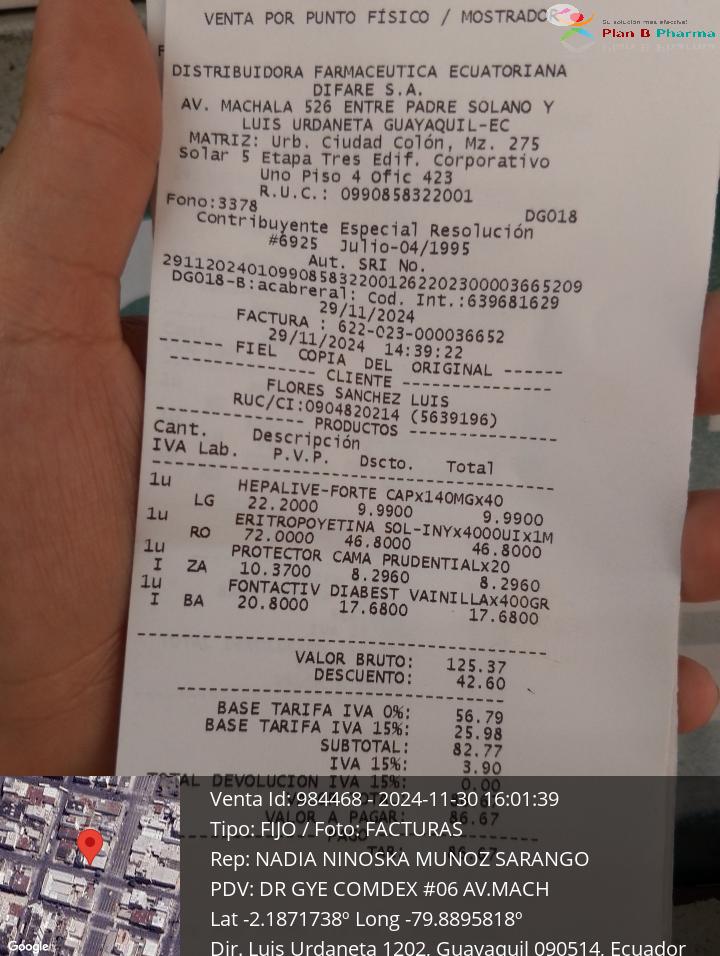 VENTA POR PUNTO FÍSICO / MOSTRADOR
Su solución más efectiva!
Plan B Pharma
DISTRIBUIDORA FARMACEUTICA ECUATORIANA
DIFARE S.A.
AV. MACHALA 526 ENTRE PADRE SOLANO Y
LUIS URDANETA GUAYAQUIL-EC
MATRIZ: Urb. Ciudad Colón, Mz. 275
Solar 5 Etapa Tres Edif. Corporativo
Uno Piso 4 Ofic 423
R.U.C.: 0990858322001
Fono:3378 DG018
Contribuyente Especial Resolución
#6925 Julio-04/1995
Aut. SRI No.
29112024010990858322001262202300003665209
DG018-B:acabreral: Cod. Int.:639681629
29/11/2024
FACTURA : 622-023-000036652
29/11/2024 14:39:22
------ FIEL COPIA DEL ORIGINAL ------
---------------- CLIENTE ----------------
FLORES SANCHEZ LUIS
RUC/CI:0904820214 (5639196)
--------------- PRODUCTOS ---------------
Cant. Descripción
IVA Lab. P.V.P. Dscto. Total
1u HEPALIVE-FORTE CAPx140MGx40
LG 22.2000 9.9900 9.9900
1u ERITROPOYETINA SOL-INYx4000UIx1M
RO 72.0000 46.8000 46.8000
1u PROTECTOR CAMA PRUDENTIALx20
I ZA 10.3700 8.2960 8.2960
1u FONTACTIV DIABEST VAINILLAx400GR
I BA 20.8000 17.6800 17.6800
VALOR BRUTO: 125.37
DESCUENTO: 42.60
BASE TARIFA IVA 0%: 56.79
BASE TARIFA IVA 15%: 25.98
SUBTOTAL: 82.77
IVA 15%: 3.90
TOTAL DEVOLUCION IVA 15%: 0.00
VALOR A PAGAR: 86.67
Venta Id: 984468 - 2024-11-30 16:01:39
Tipo: FIJO / Foto: FACTURAS
Rep: NADIA NINOSKA MUNOZ SARANGO
PDV: DR GYE COMDEX #06 AV.MACH
Lat -2.1871738º Long -79.8895818º
Dir. Luis Urdaneta 1202, Guayaquil 090514, Ecuador
Google